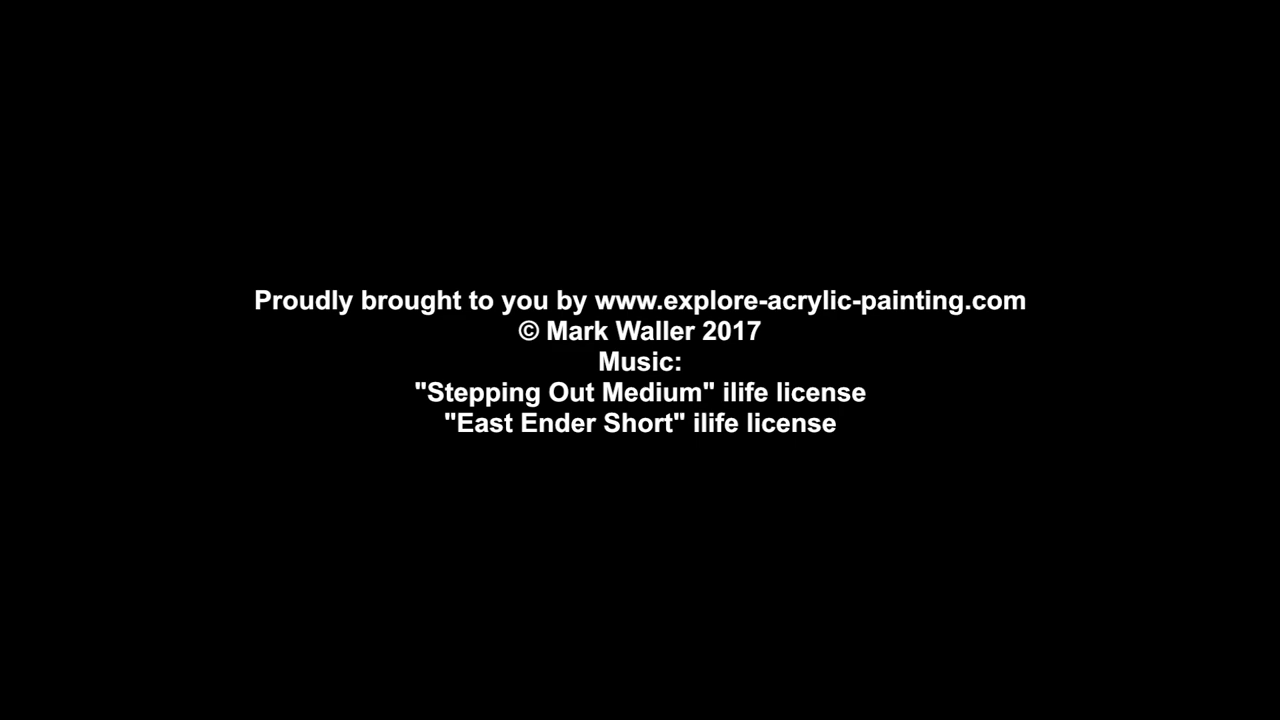 Proudly brought to you by www.explore-acrylic-painting.com
© Mark Waller 2017
Music:
"Stepping Out Medium" ilife license
"East Ender Short" ilife license